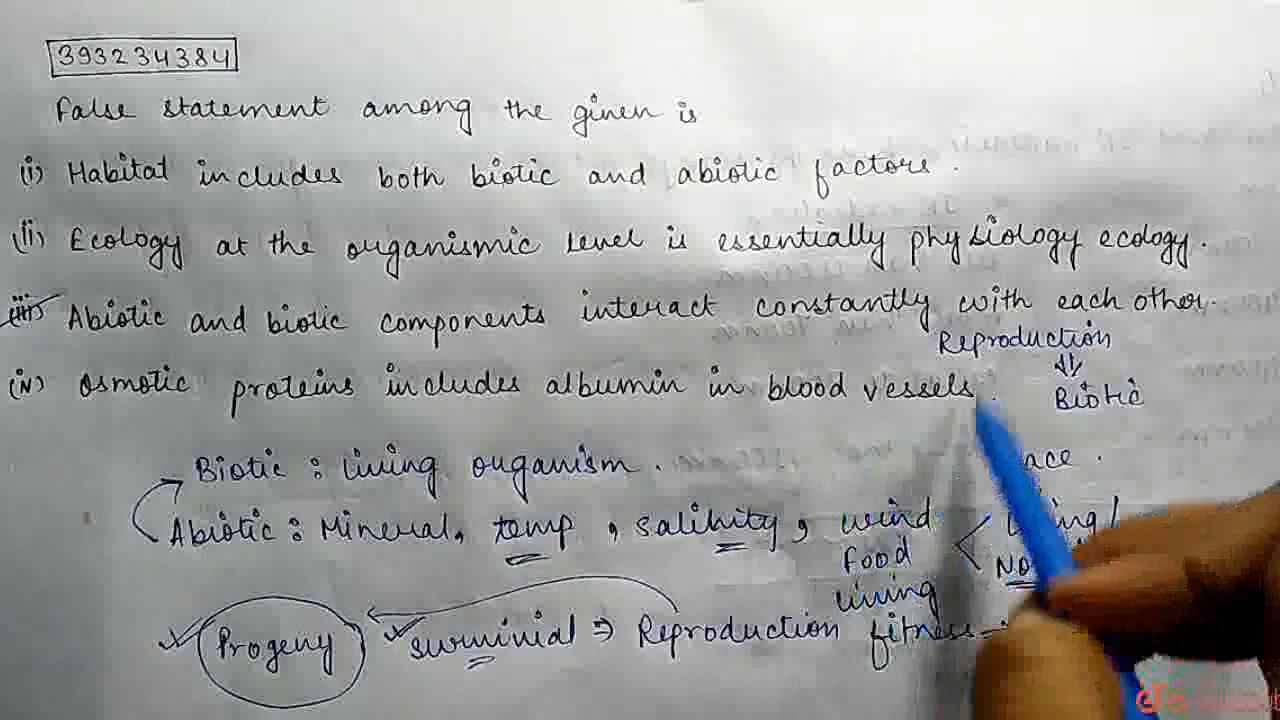 393234384
False statement among the given is
(i) Habitat includes both biotic and abiotic factors.
(ii) Ecology at the organismic level is essentially physiology ecology.
(iii) Abiotic and biotic components interact constantly with each other.
Reproduction
(iv) Osmotic proteins includes albumin in blood vessels.
Biotic
Biotic : living organism.
Abiotic : Mineral, temp, salinity, wind
food
living
Progeny survival ⇒ Reproduction fitness